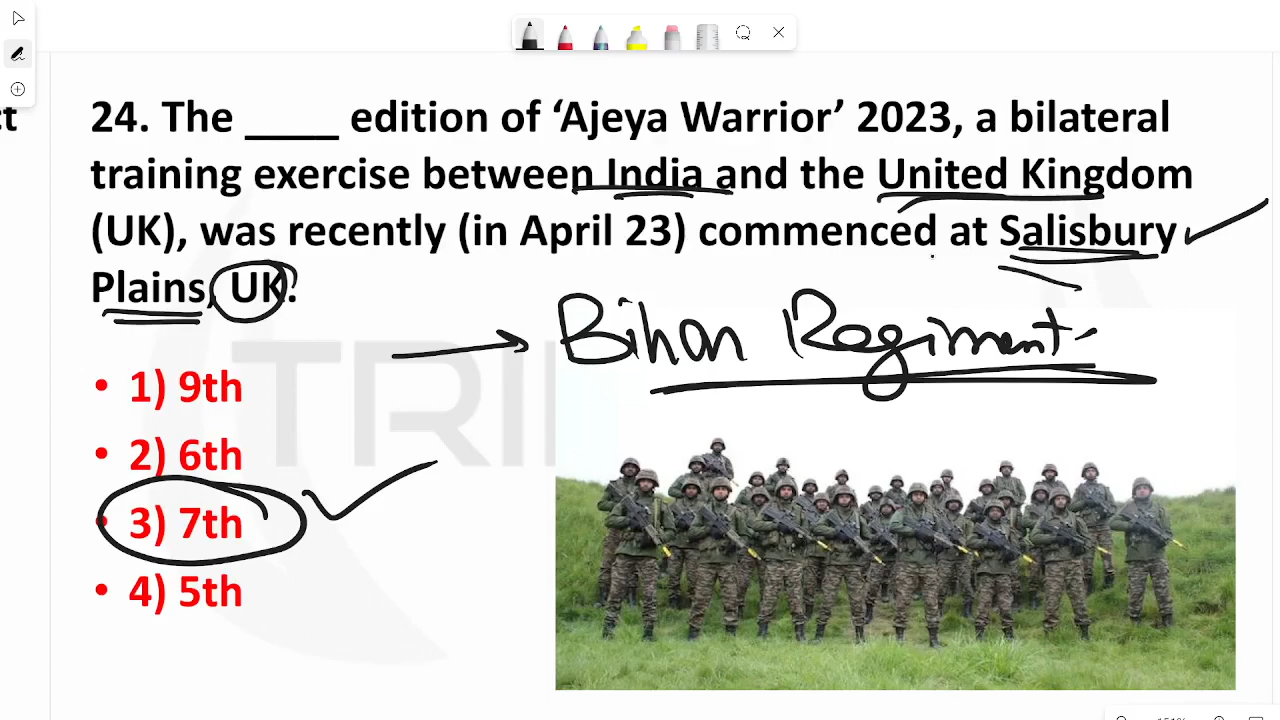 ct
24. The ____ edition of ‘Ajeya Warrior’ 2023, a bilateral
training exercise between India and the United Kingdom
(UK), was recently (in April 23) commenced at Salisbury
Plains, UK.
Bihar Regiment
• 1) 9th
• 2) 6th
• 3) 7th
• 4) 5th